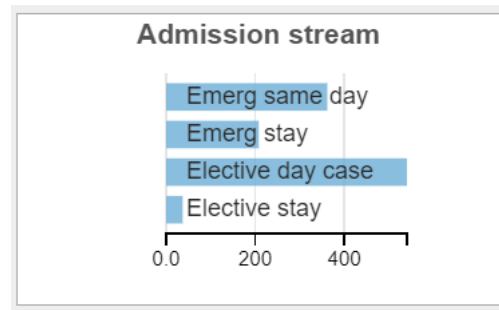 Admission stream
Emerg same day
Emerg stay
Elective day case
Elective stay
0.0 200 400